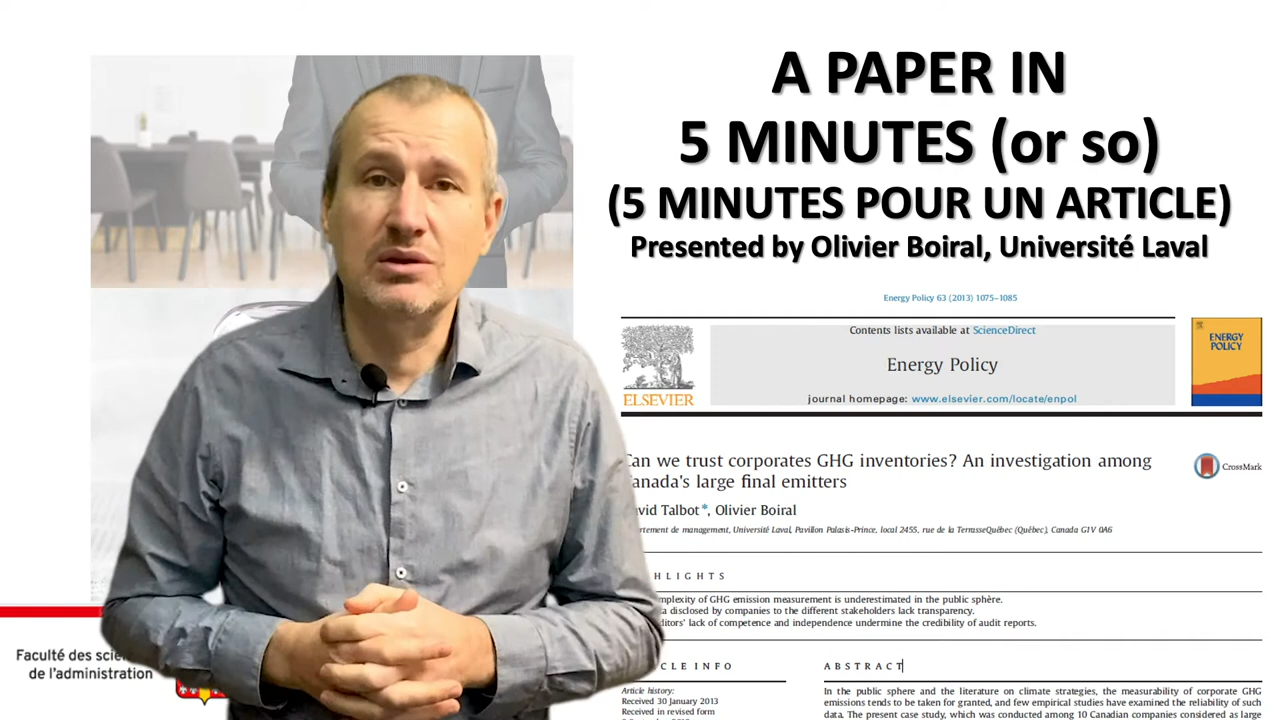 A PAPER IN
5 MINUTES (or so)
(5 MINUTES POUR UN ARTICLE)
Presented by Olivier Boiral, Université Laval
Energy Policy 63 (2013) 1075–1085
Contents lists available at ScienceDirect
ENERGY
POLICY
Energy Policy
ELSEVIER
journal homepage: www.elsevier.com/locate/enpol
Can we trust corporates GHG inventories? An investigation among
anada's large final emitters
CrossMark
vid Talbot*, Olivier Boiral
rtement de management, Université Laval, Pavillon Palasis-Prince, local 2455, rue de la TerrasseQuébec (Québec), Canada G1V 0A6
HLIGHTS
mplexity of GHG emission measurement is underestimated in the public sphère.
ta disclosed by companies to the different stakeholders lack transparency.
ditors' lack of competence and independence undermine the credibility of audit reports.
Faculté des scien
de l'administration
CLE INFO
ABSTRACT
Article history:
Received 30 January 2013
Received in revised form
In the public sphere and the literature on climate strategies, the measurability of corporate GHG
emissions tends to be taken for granted, and few empirical studies have examined the reliability of such
data. The present case study, which was conducted among 10 Canadian companies considered as large